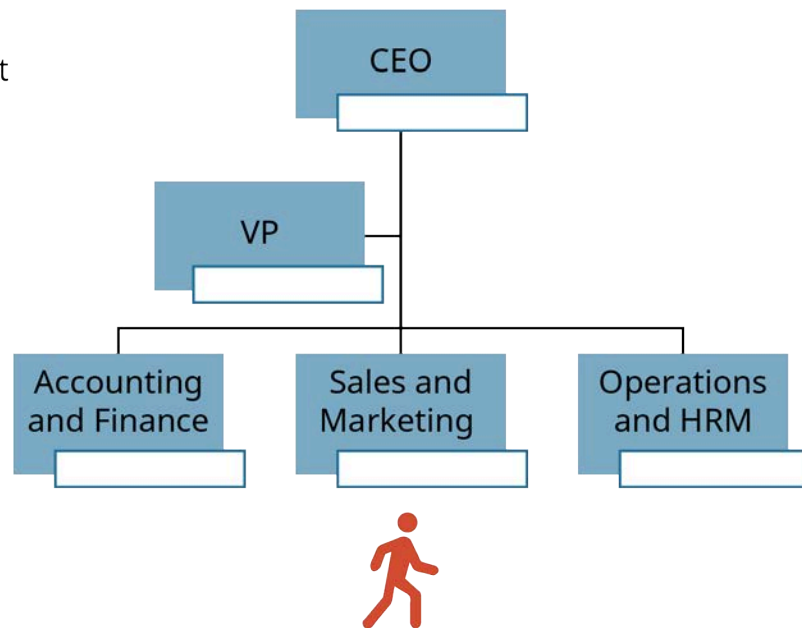 t
CEO
VP
Accounting
and Finance
Sales and
Marketing
Operations
and HRM